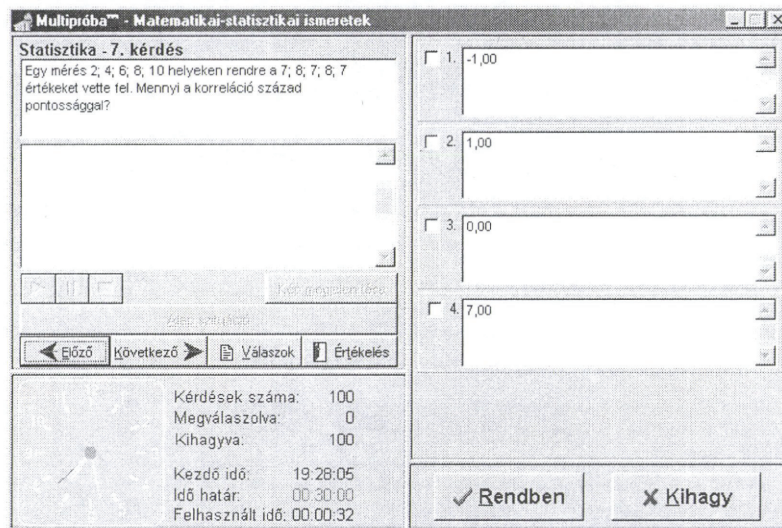 Multipróba™ - Matematikai-statisztikai ismeretek
Statisztika - 7. kérdés
Egy mérés 2; 4; 6; 8; 10 helyeken rendre a 7; 8; 7; 8; 7
értékeket vette fel. Mennyi a korreláció század
pontossággal?
Előző
Következő
Válaszok
Értékelés
Kérdések száma: 100
Megválaszolva: 0
Kihagyva: 100
Kezdő idő: 19:28:05
Idő határ: 00:30:00
Felhasznált idő: 00:00:32
1. -1,00
2. 1,00
3. 0,00
4. 7,00
Rendben
Kihagy